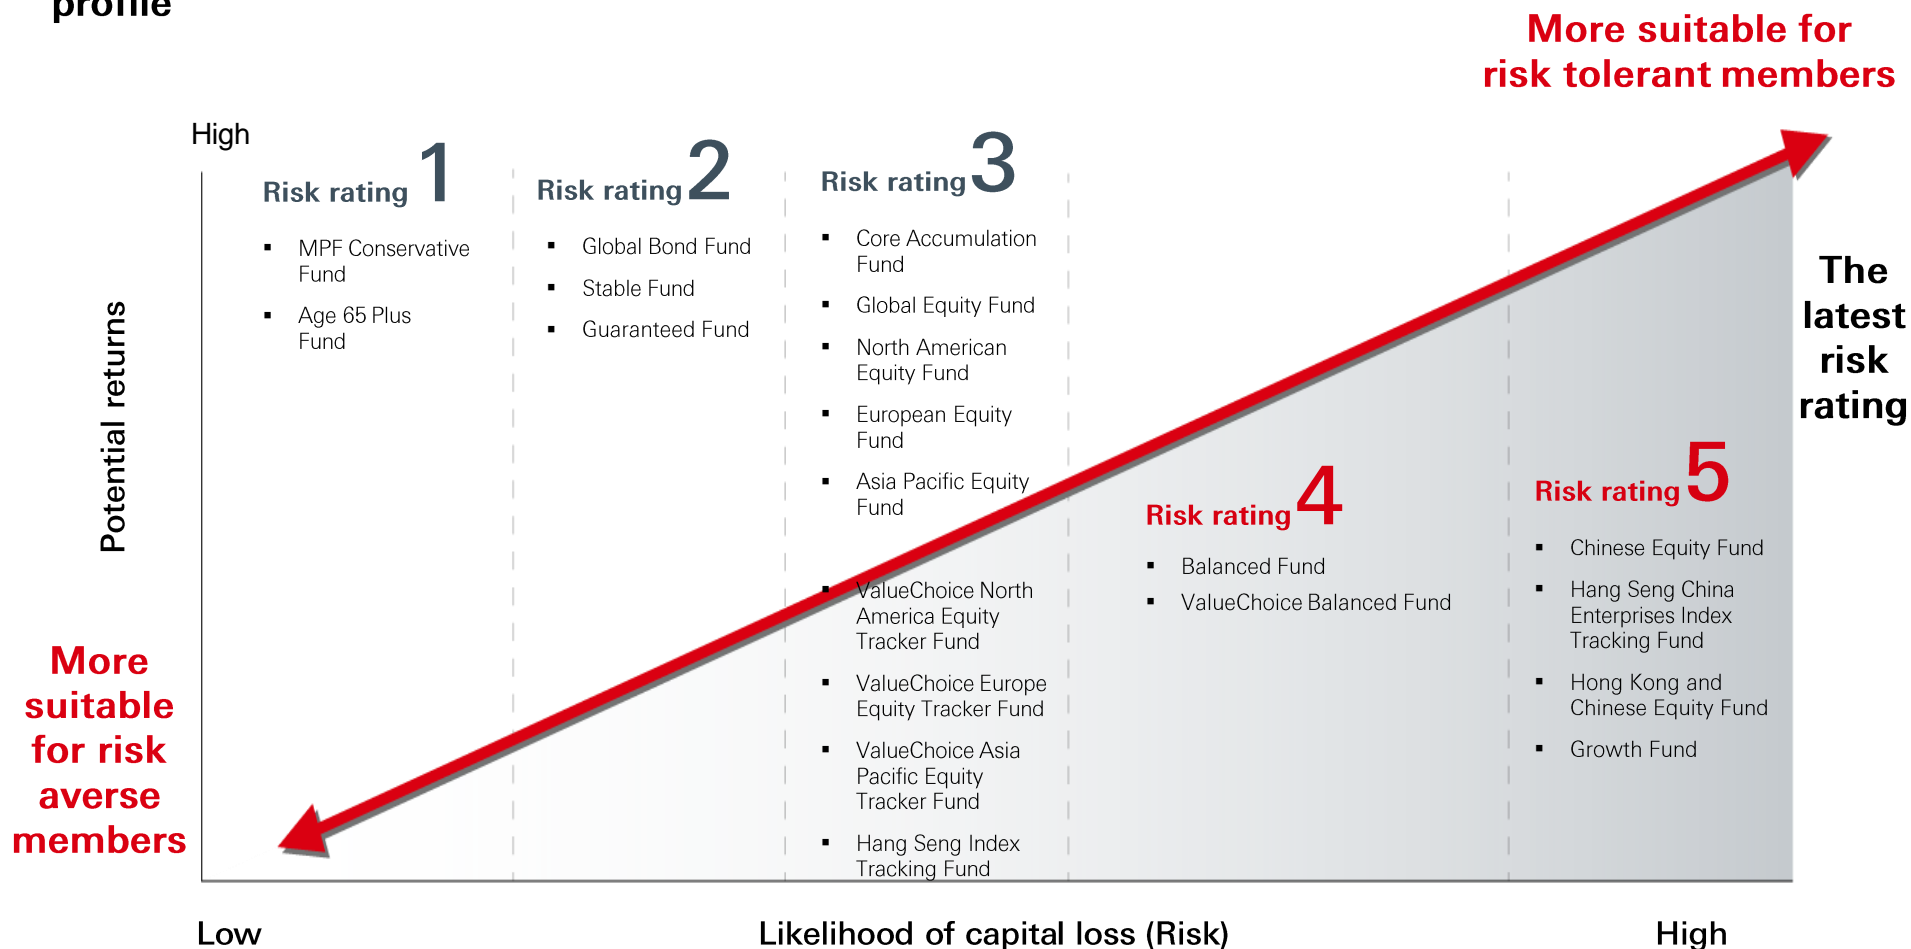 profile
More suitable for
risk tolerant members
High
Potential returns
Risk rating 1
▪ MPF Conservative
Fund
▪ Age 65 Plus
Fund
Risk rating 2
▪ Global Bond Fund
▪ Stable Fund
▪ Guaranteed Fund
Risk rating 3
▪ Core Accumulation
Fund
▪ Global Equity Fund
▪ North American
Equity Fund
▪ European Equity
Fund
▪ Asia Pacific Equity
Fund
▪ ValueChoice North
America Equity
Tracker Fund
▪ ValueChoice Europe
Equity Tracker Fund
▪ ValueChoice Asia
Pacific Equity
Tracker Fund
▪ Hang Seng Index
Tracking Fund
Risk rating 4
▪ Balanced Fund
▪ ValueChoice Balanced Fund
Risk rating 5
▪ Chinese Equity Fund
▪ Hang Seng China
Enterprises Index
Tracking Fund
▪ Hong Kong and
Chinese Equity Fund
▪ Growth Fund
The
latest
risk
rating
More
suitable
for risk
averse
members
Low
Likelihood of capital loss (Risk)
High